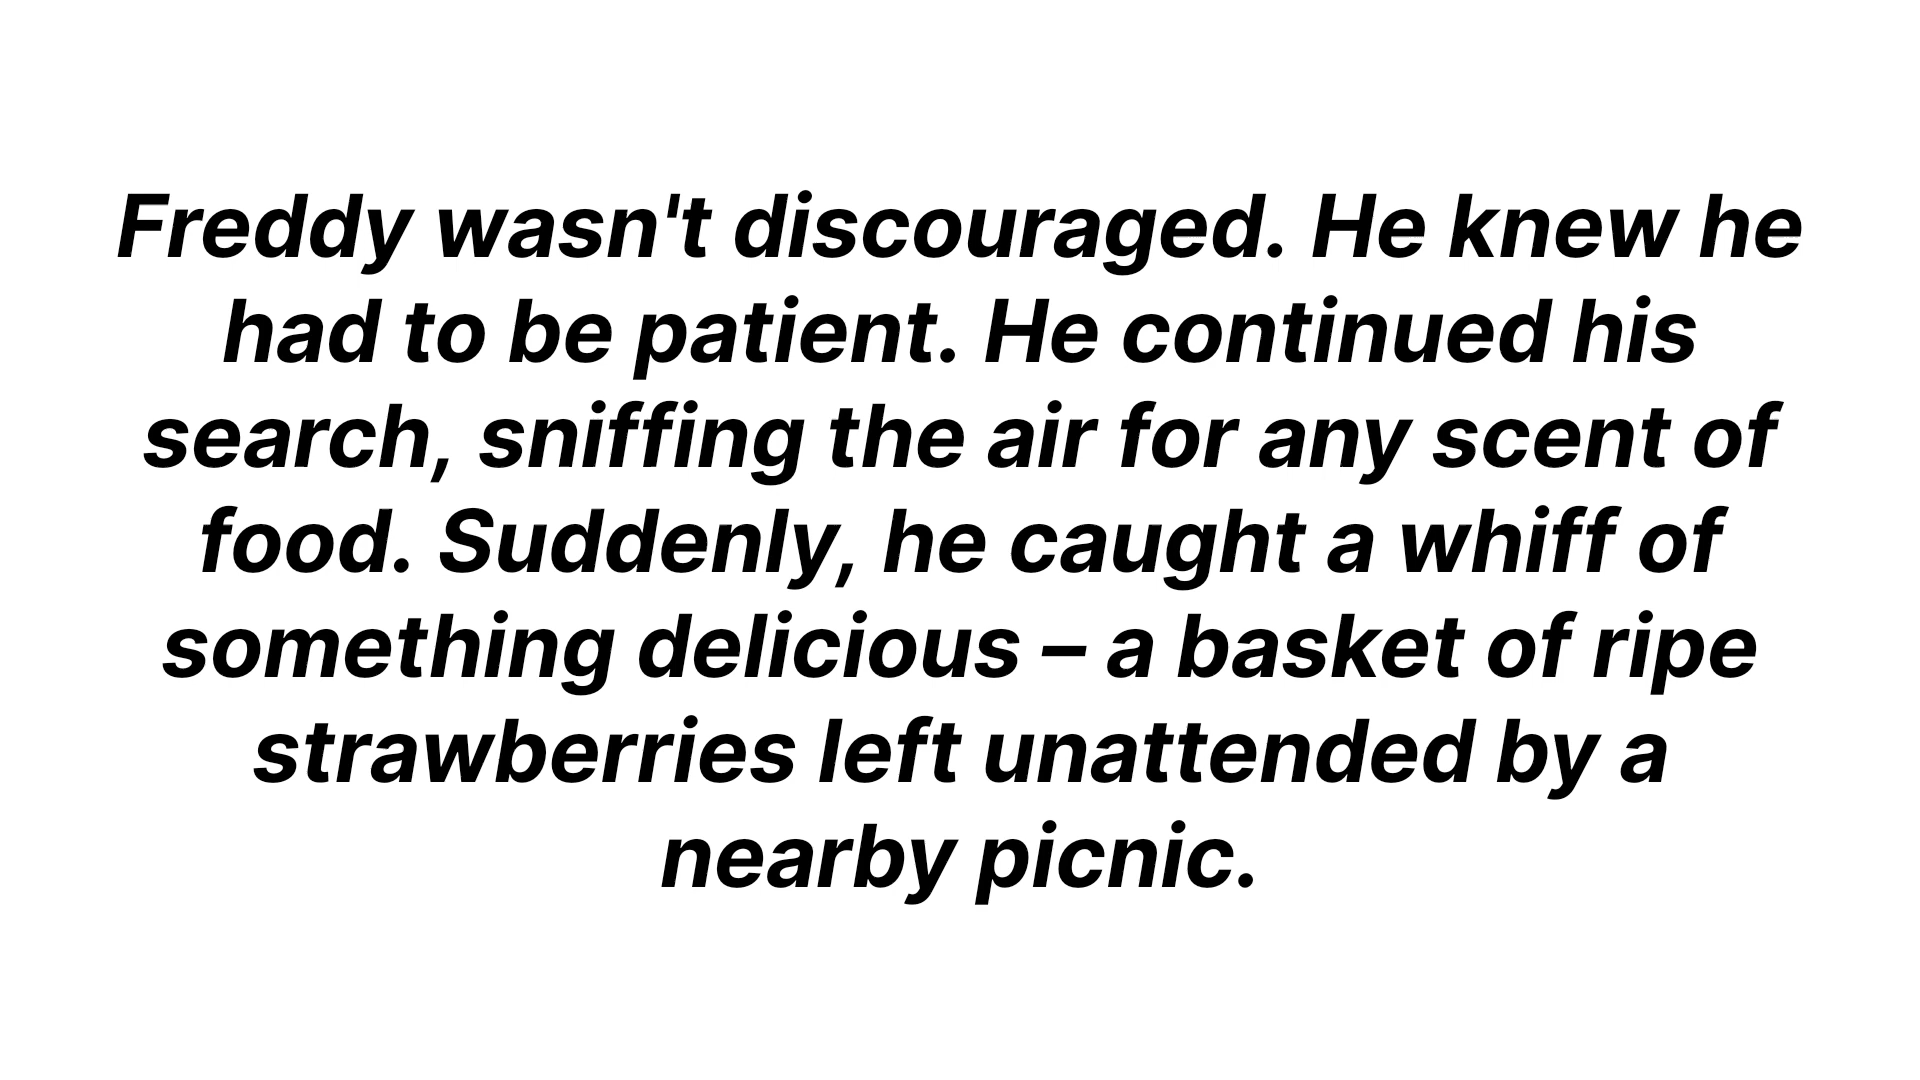 Freddy wasn't discouraged. He knew he
had to be patient. He continued his
search, sniffing the air for any scent of
food. Suddenly, he caught a whiff of
something delicious – a basket of ripe
strawberries left unattended by a
nearby picnic.